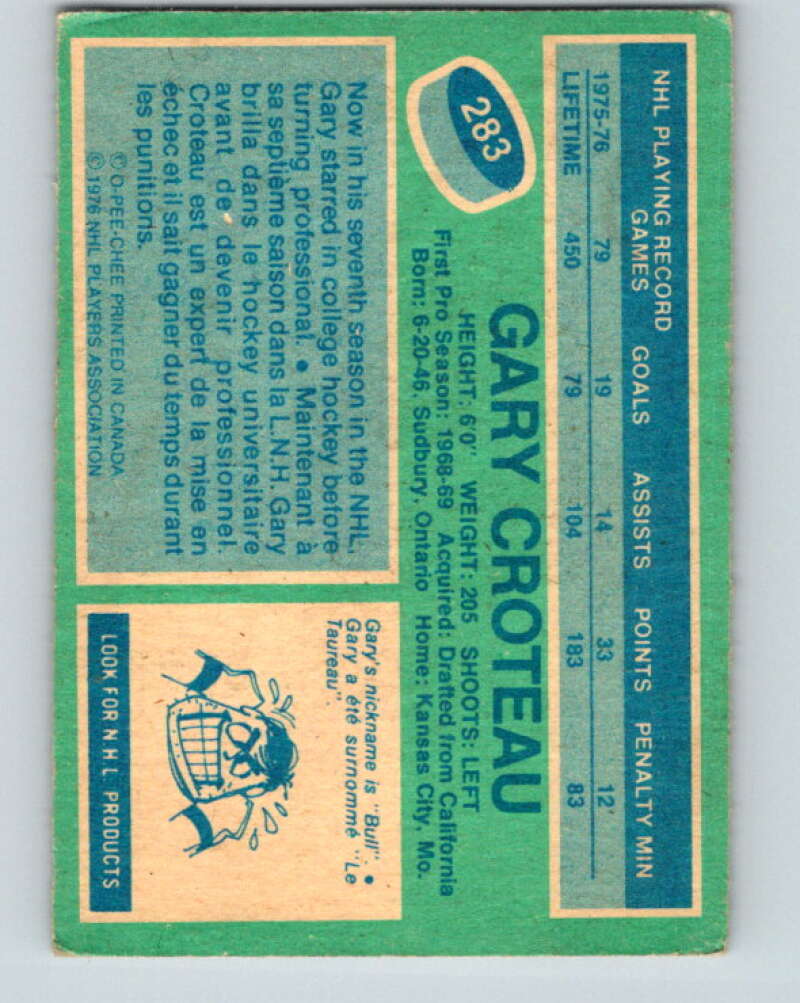 NHL PLAYING RECORD
GAMES GOALS ASSISTS POINTS PENALTY MIN
1975-76 79 19 14 33 12
LIFETIME 450 79 104 183 83
283
GARY CROTEAU
HEIGHT: 6'0" WEIGHT: 205 SHOOTS: LEFT
First Pro Season: 1968-69 Acquired: Drafted from California
Born: 6-20-46, Sudbury, Ontario Home: Kansas City, Mo.
Now in his seventh season in the NHL,
Gary starred in college hockey before
turning professional. • Maintenant à
sa septième saison dans la L.N.H. Gary
brilla dans le hockey universitaire
avant de devenir professionnel.
Croteau est un expert de la mise en
échec et il sait gagner du temps durant
les punitions.
© O-PEE-CHEE PRINTED IN CANADA
© 1976 NHL PLAYERS ASSOCIATION
Gary's nickname is "Bull". •
Gary a été surnommé "Le
Taureau".
LOOK FOR N.H.L. PRODUCTS